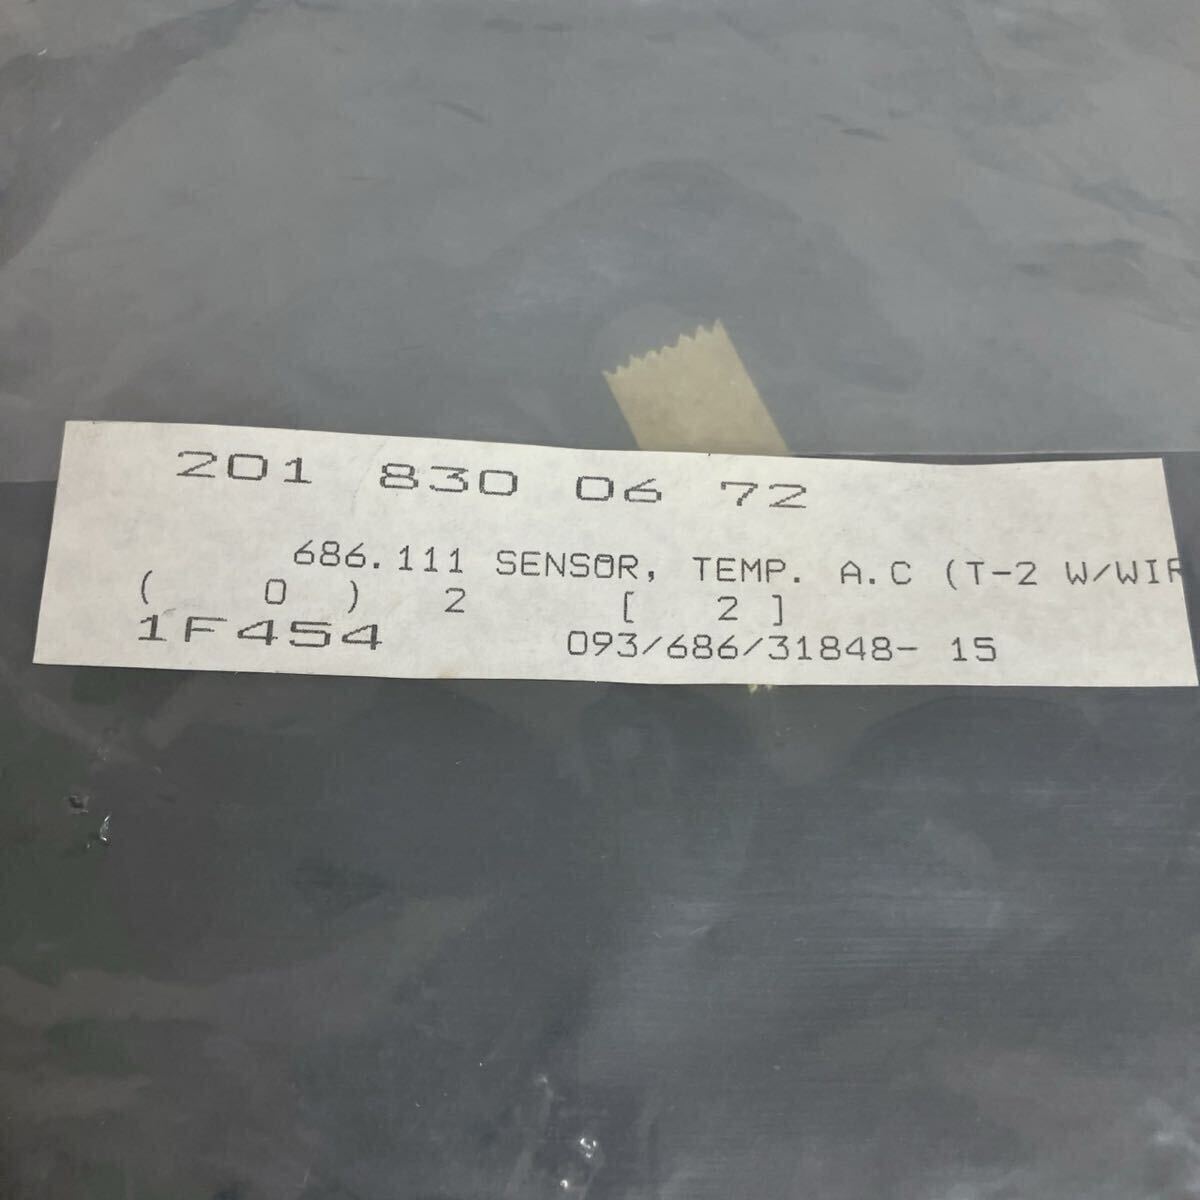 201 830 06 72
686.111 SENSOR, TEMP. A.C (T-2 W/WIR
( 0 ) 2 [ 2 ]
1F454 093/686/31848- 15